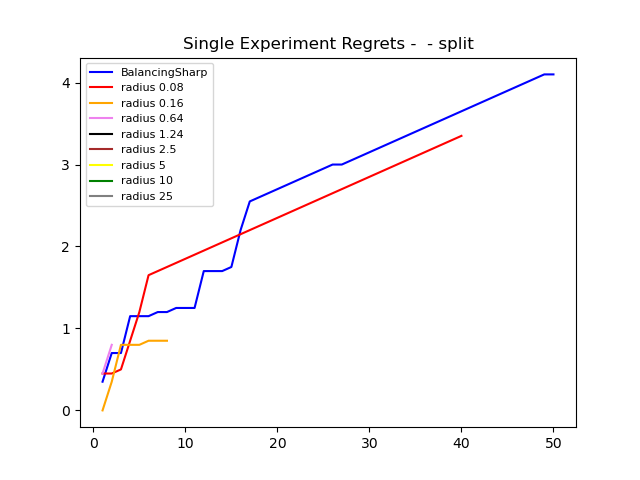 Single Experiment Regrets -  - split
BalancingSharp
radius 0.08
radius 0.16
radius 0.64
radius 1.24
radius 2.5
radius 5
radius 10
radius 25
4
3
2
1
0
0 10 20 30 40 50